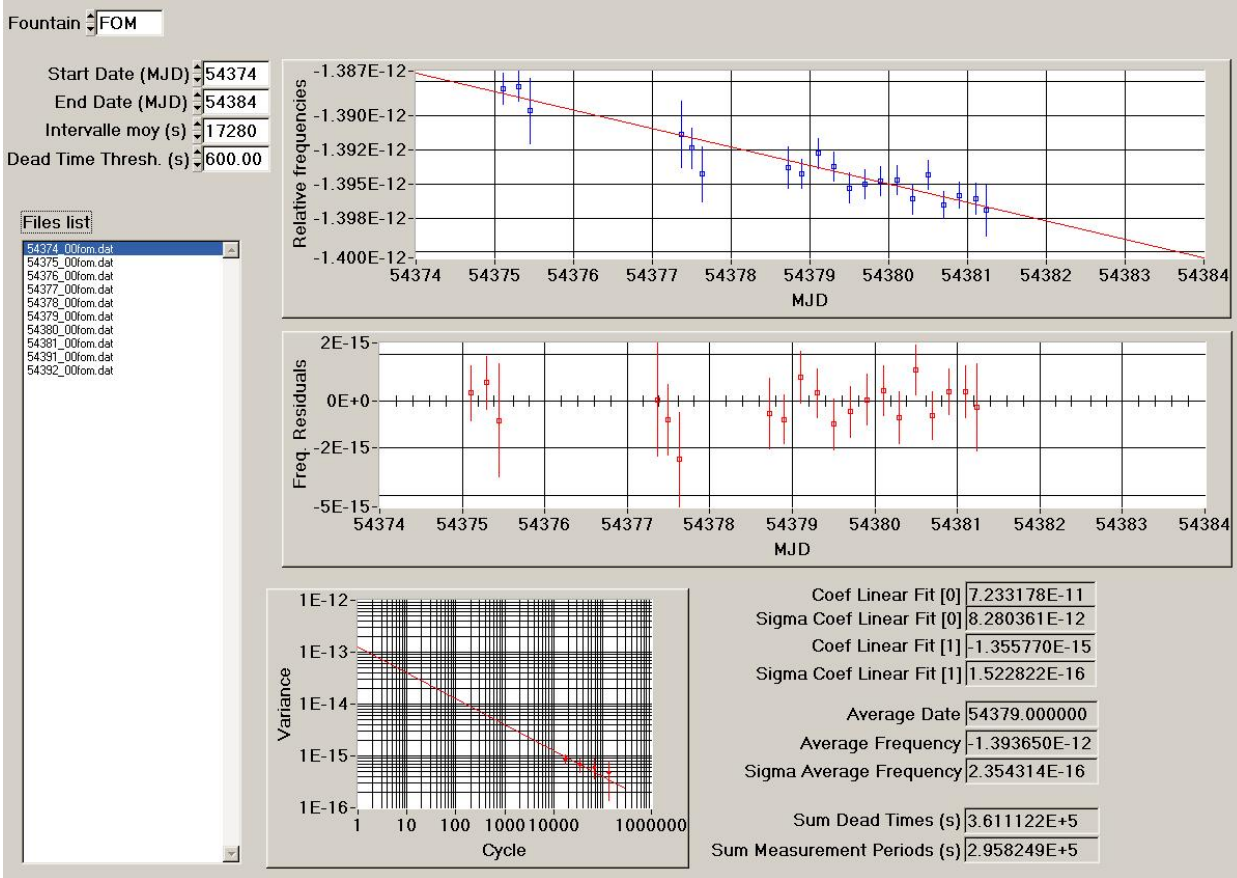 Fountain FOM
Start Date (MJD) 54374
End Date (MJD) 54384
Intervalle moy (s) 17280
Dead Time Thresh. (s) 600.00
Files list
54374_00fom.dat
54375_00fom.dat
54376_00fom.dat
54377_00fom.dat
54378_00fom.dat
54379_00fom.dat
54380_00fom.dat
54381_00fom.dat
54391_00fom.dat
54392_00fom.dat
Relative frequencies
-1.387E-12
-1.390E-12
-1.392E-12
-1.395E-12
-1.398E-12
-1.400E-12
54374 54375 54376 54377 54378 54379 54380 54381 54382 54383 54384
MJD
Freq. Residuals
2E-15
0E+0
-2E-15
-5E-15
54374 54375 54376 54377 54378 54379 54380 54381 54382 54383 54384
MJD
Variance
1E-12
1E-13
1E-14
1E-15
1E-16
1 10 100 1000 10000 1000000
Cycle
Coef Linear Fit [0] 7.233178E-11
Sigma Coef Linear Fit [0] 8.280361E-12
Coef Linear Fit [1] -1.355770E-15
Sigma Coef Linear Fit [1] 1.522822E-16
Average Date 54379.000000
Average Frequency -1.393650E-12
Sigma Average Frequency 2.354314E-16
Sum Dead Times (s) 3.611122E+5
Sum Measurement Periods (s) 2.958249E+5